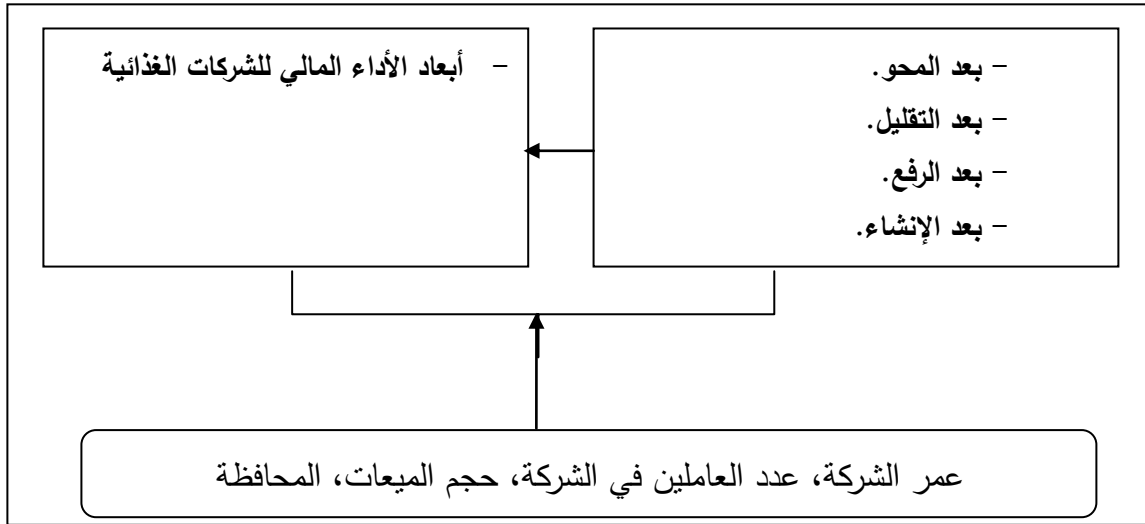 – بعد المحو.
– بعد التقليل.
– بعد الرفع.
– بعد الإنشاء.
– أبعاد الأداء المالي للشركات الغذائية
عمر الشركة، عدد العاملين في الشركة، حجم الميعات، المحافظة